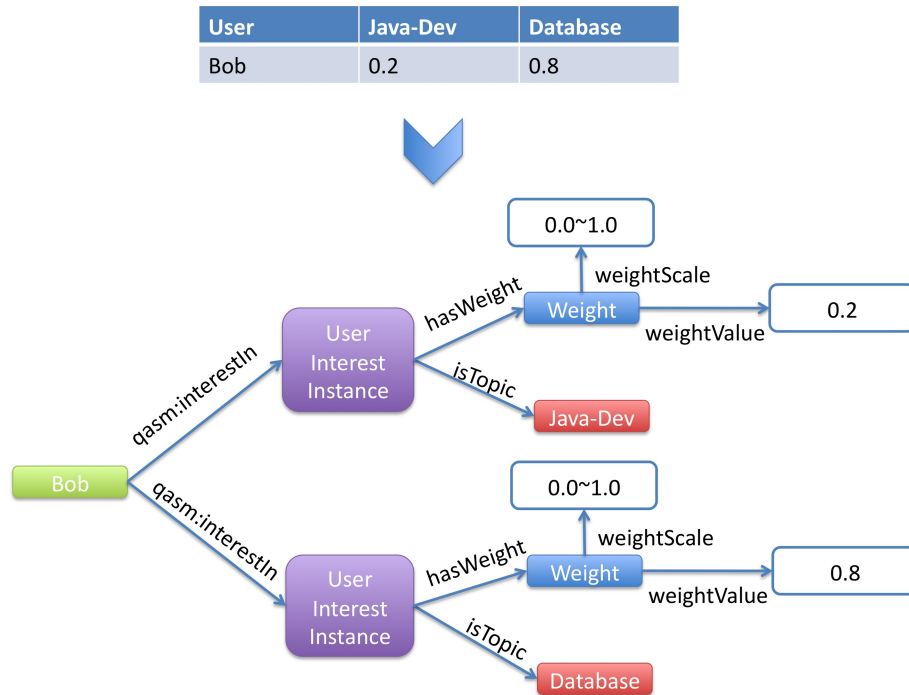 User Java-Dev Database
Bob 0.2 0.8
0.0~1.0
weightScale
hasWeight
Weight
0.2
weightValue
User
Interest
Instance
isTopic
Java-Dev
qasm:interestIn
Bob
qasm:interestIn
0.0~1.0
weightScale
hasWeight
Weight
0.8
weightValue
User
Interest
Instance
isTopic
Database